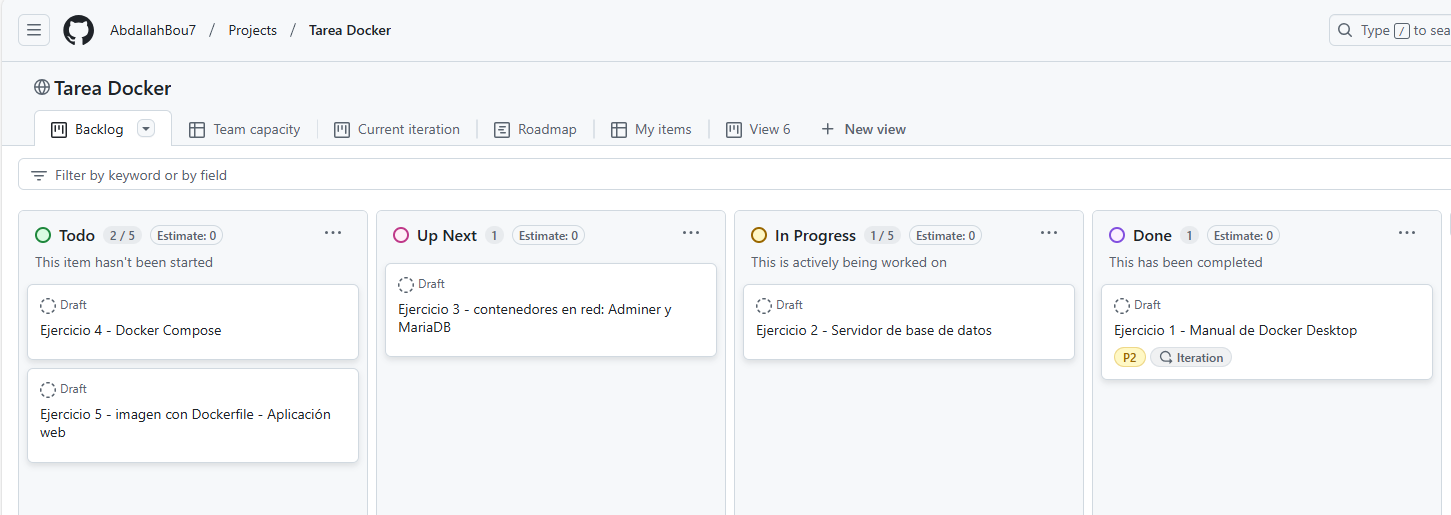 AbdallahBou7 / Projects / Tarea Docker
Type / to sea
Tarea Docker
Backlog
Team capacity
Current iteration
Roadmap
My items
View 6
New view
Filter by keyword or by field
Todo 2 / 5 Estimate: 0
This item hasn't been started
Draft
Ejercicio 4 - Docker Compose
Draft
Ejercicio 5 - imagen con Dockerfile - Aplicación
web
Up Next 1 Estimate: 0
Draft
Ejercicio 3 - contenedores en red: Adminer y
MariaDB
In Progress 1 / 5 Estimate: 0
This is actively being worked on
Draft
Ejercicio 2 - Servidor de base de datos
Done 1 Estimate: 0
This has been completed
Draft
Ejercicio 1 - Manual de Docker Desktop
P2 Iteration